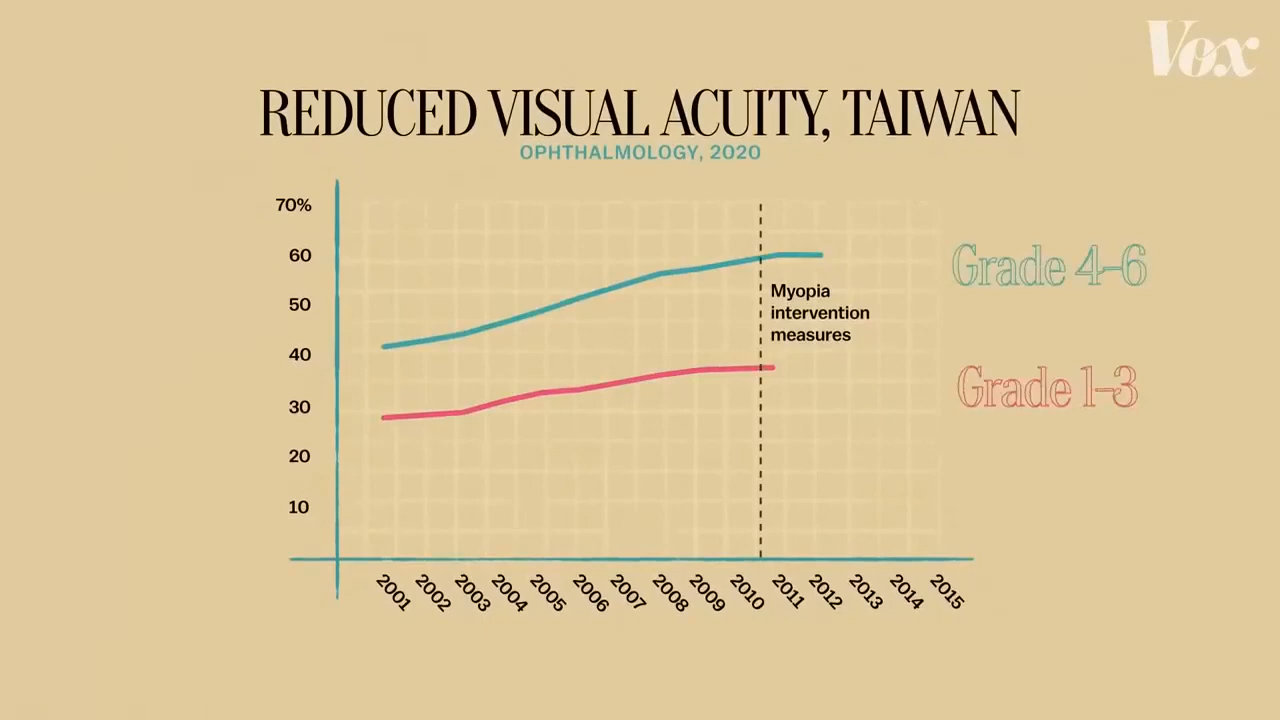 Vox
REDUCED VISUAL ACUITY, TAIWAN
OPHTHALMOLOGY, 2020
70%
60
50
40
30
20
10
Grade 4–6
Myopia
intervention
measures
Grade 1–3
2001
2002
2003
2004
2005
2006
2007
2008
2009
2010
2011
2012
2013
2014
2015